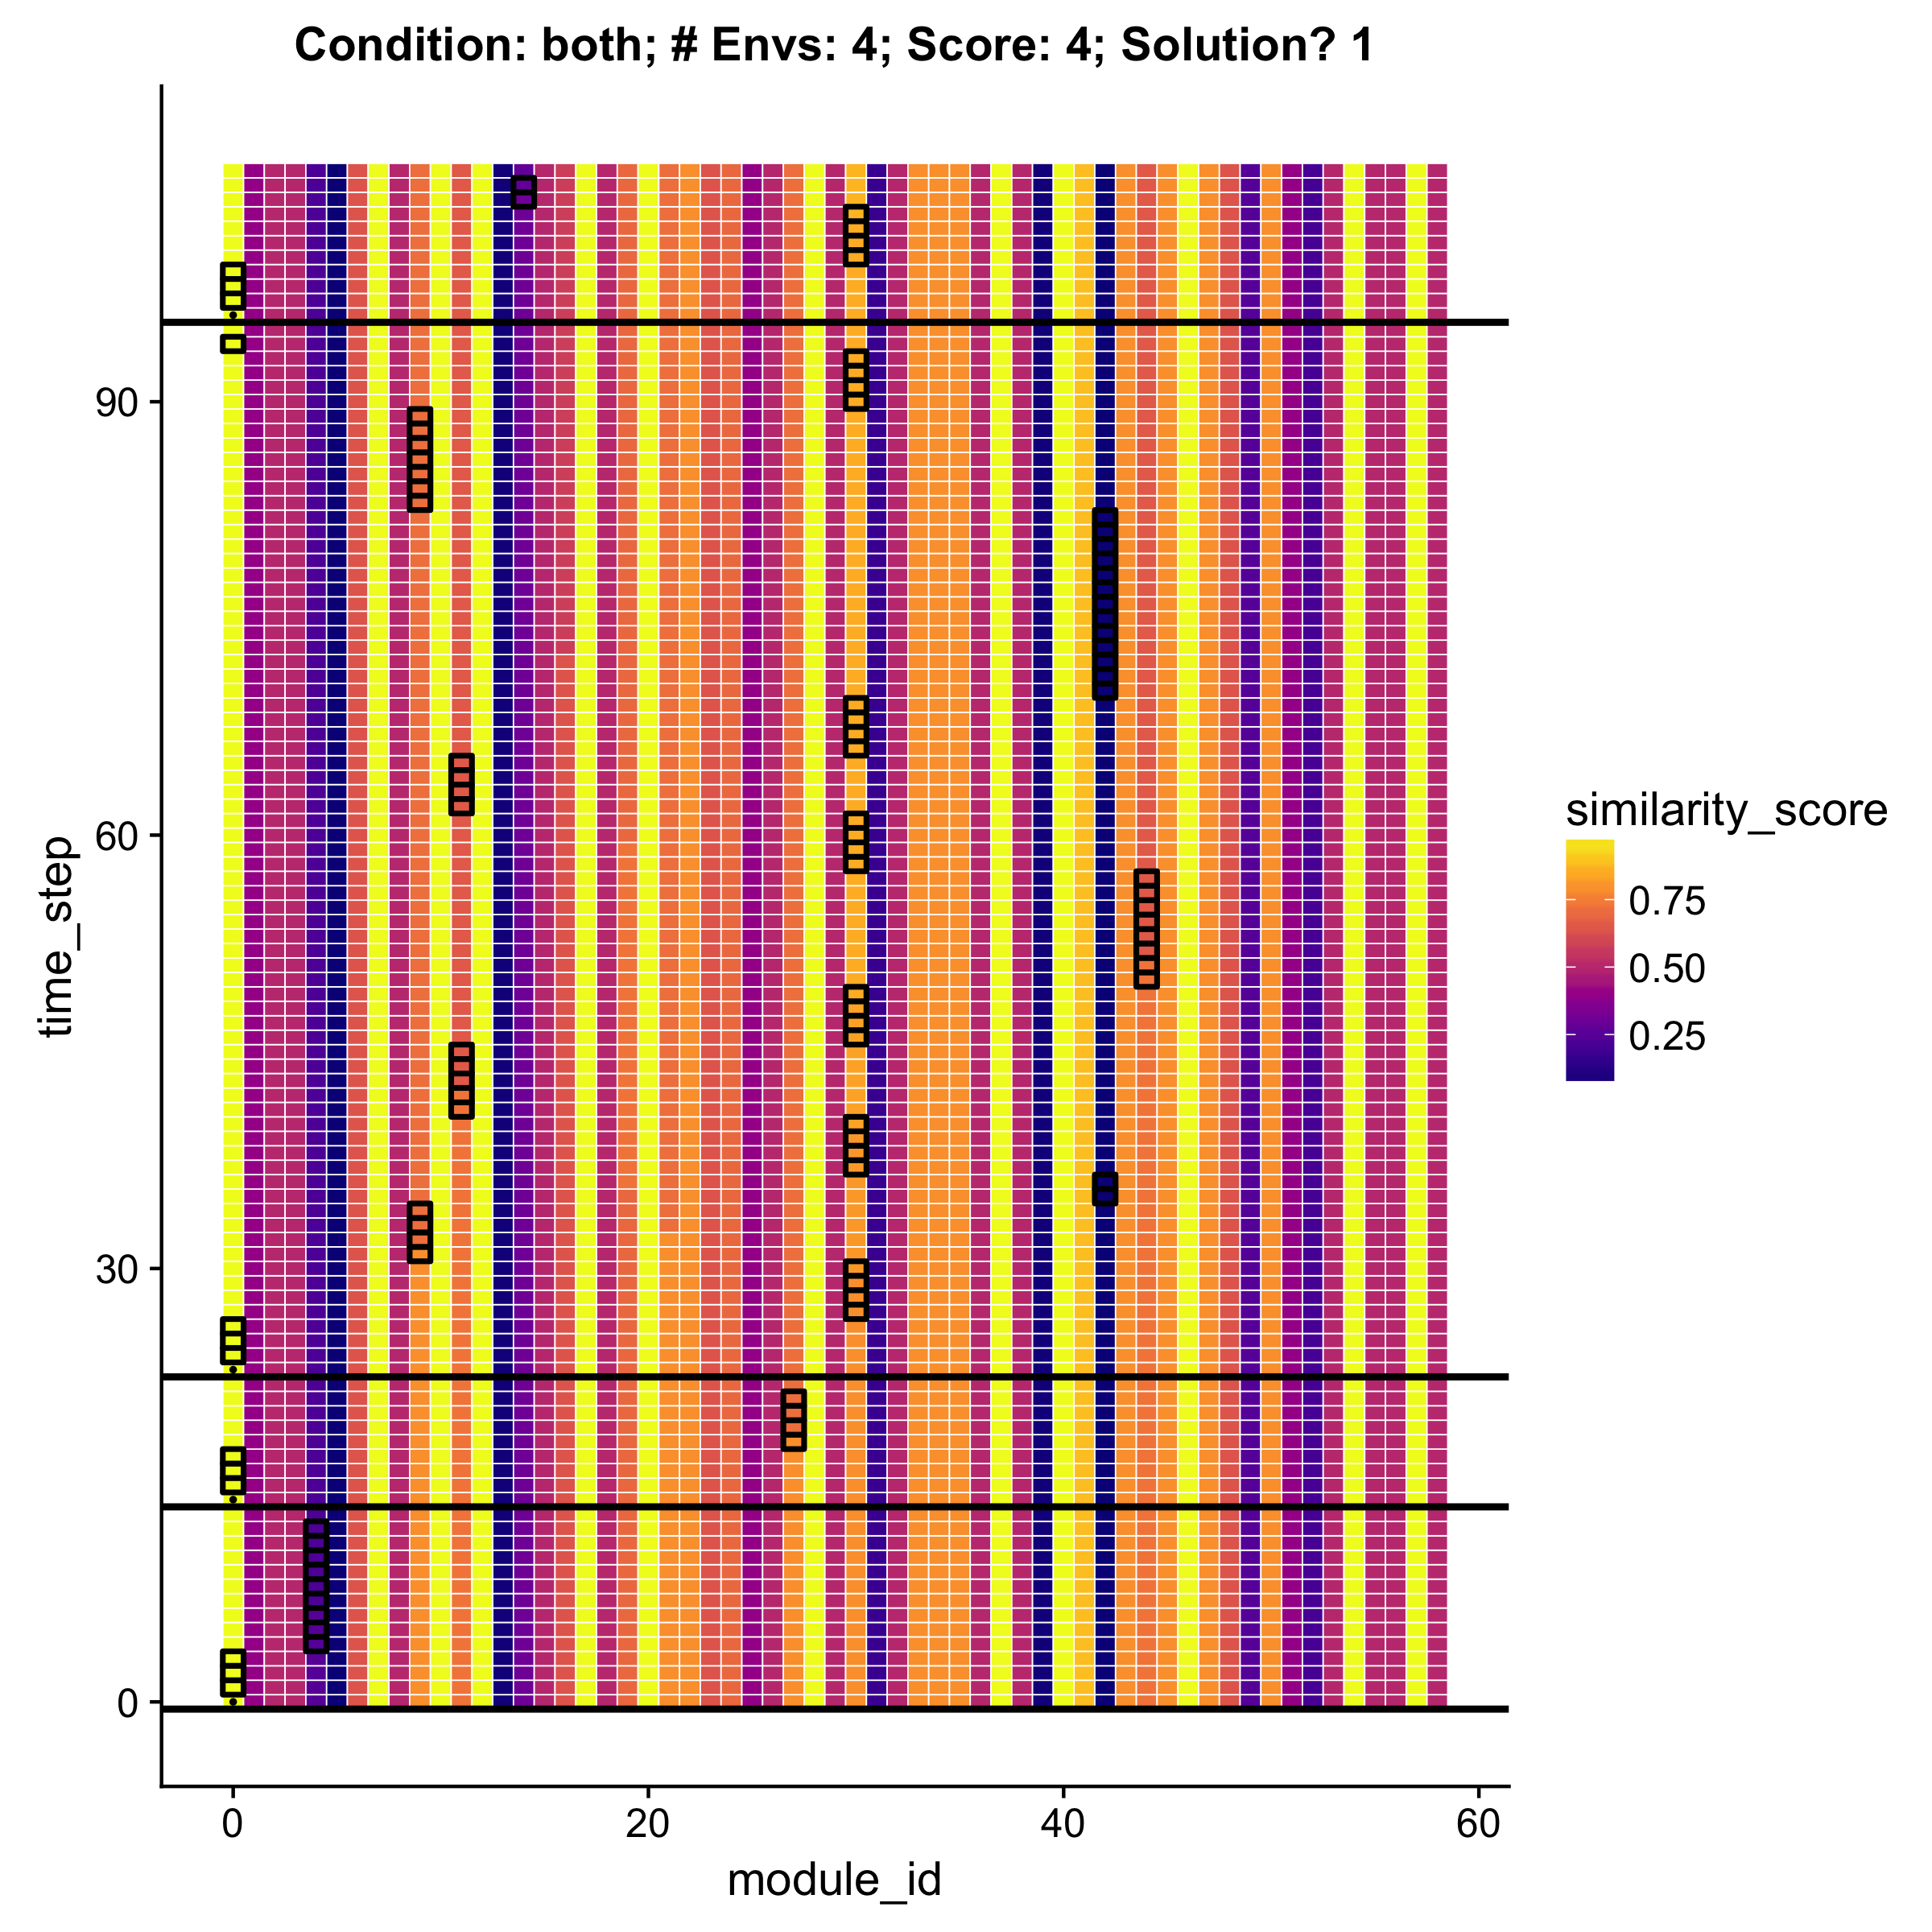 Condition: both; # Envs: 4; Score: 4; Solution? 1
time_step
90
60
30
0
0
20
40
60
module_id
similarity_score
0.75
0.50
0.25